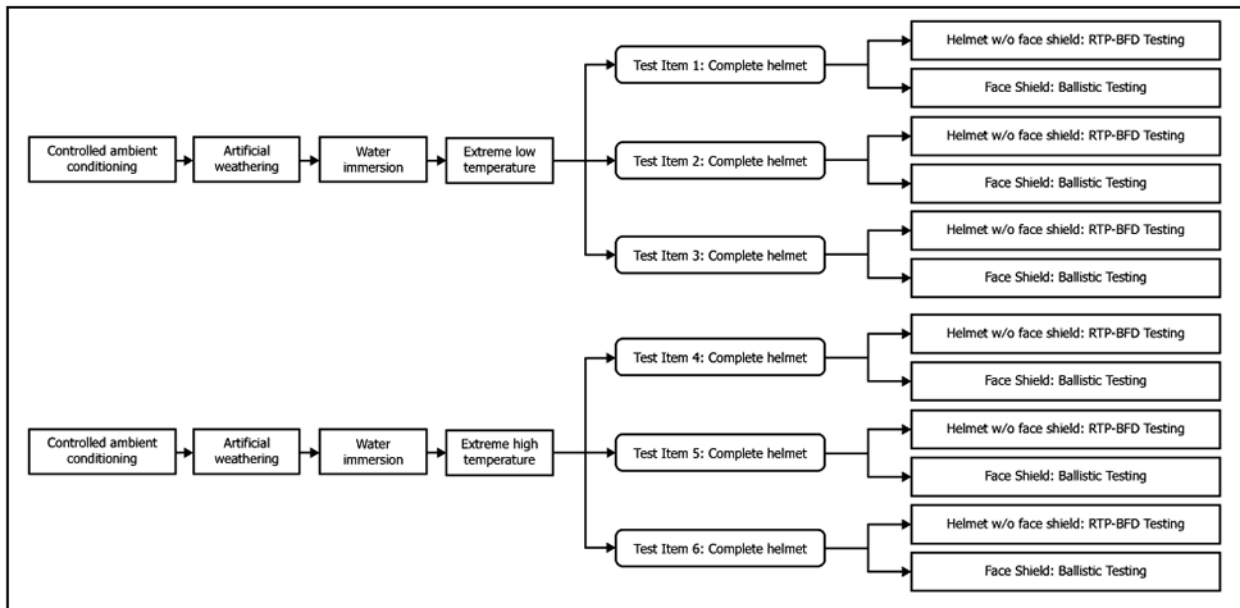 Controlled ambient
conditioning
Artificial
weathering
Water
immersion
Extreme low
temperature
Test Item 1: Complete helmet
Helmet w/o face shield: RTP-BFD Testing
Face Shield: Ballistic Testing
Test Item 2: Complete helmet
Helmet w/o face shield: RTP-BFD Testing
Face Shield: Ballistic Testing
Test Item 3: Complete helmet
Helmet w/o face shield: RTP-BFD Testing
Face Shield: Ballistic Testing
Controlled ambient
conditioning
Artificial
weathering
Water
immersion
Extreme high
temperature
Test Item 4: Complete helmet
Helmet w/o face shield: RTP-BFD Testing
Face Shield: Ballistic Testing
Test Item 5: Complete helmet
Helmet w/o face shield: RTP-BFD Testing
Face Shield: Ballistic Testing
Test Item 6: Complete helmet
Helmet w/o face shield: RTP-BFD Testing
Face Shield: Ballistic Testing